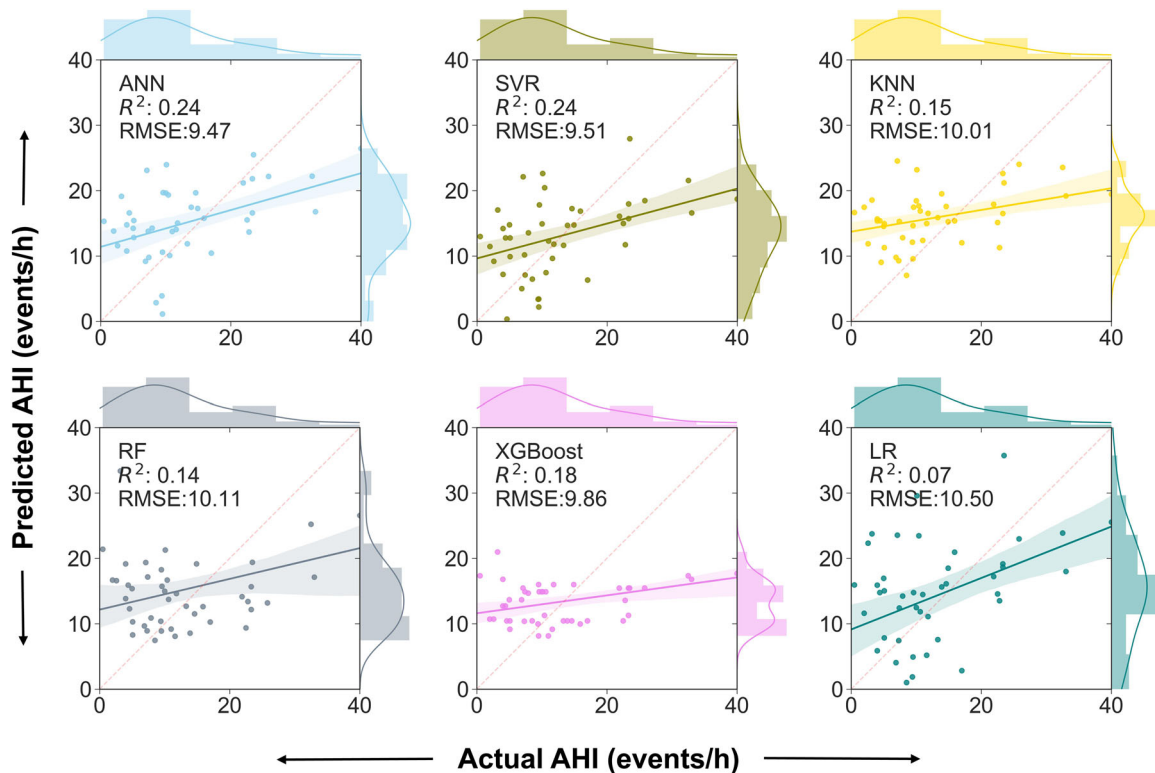 Predicted AHI (events/h)
ANN
R²: 0.24
RMSE:9.47
40
30
20
10
0
0
20
40
SVR
R²: 0.24
RMSE:9.51
40
30
20
10
0
0
20
40
KNN
R²: 0.15
RMSE:10.01
40
30
20
10
0
0
20
40
RF
R²: 0.14
RMSE:10.11
40
30
20
10
0
0
20
40
XGBoost
R²: 0.18
RMSE:9.86
40
30
20
10
0
0
20
40
LR
R²: 0.07
RMSE:10.50
40
30
20
10
0
0
20
40
Actual AHI (events/h)